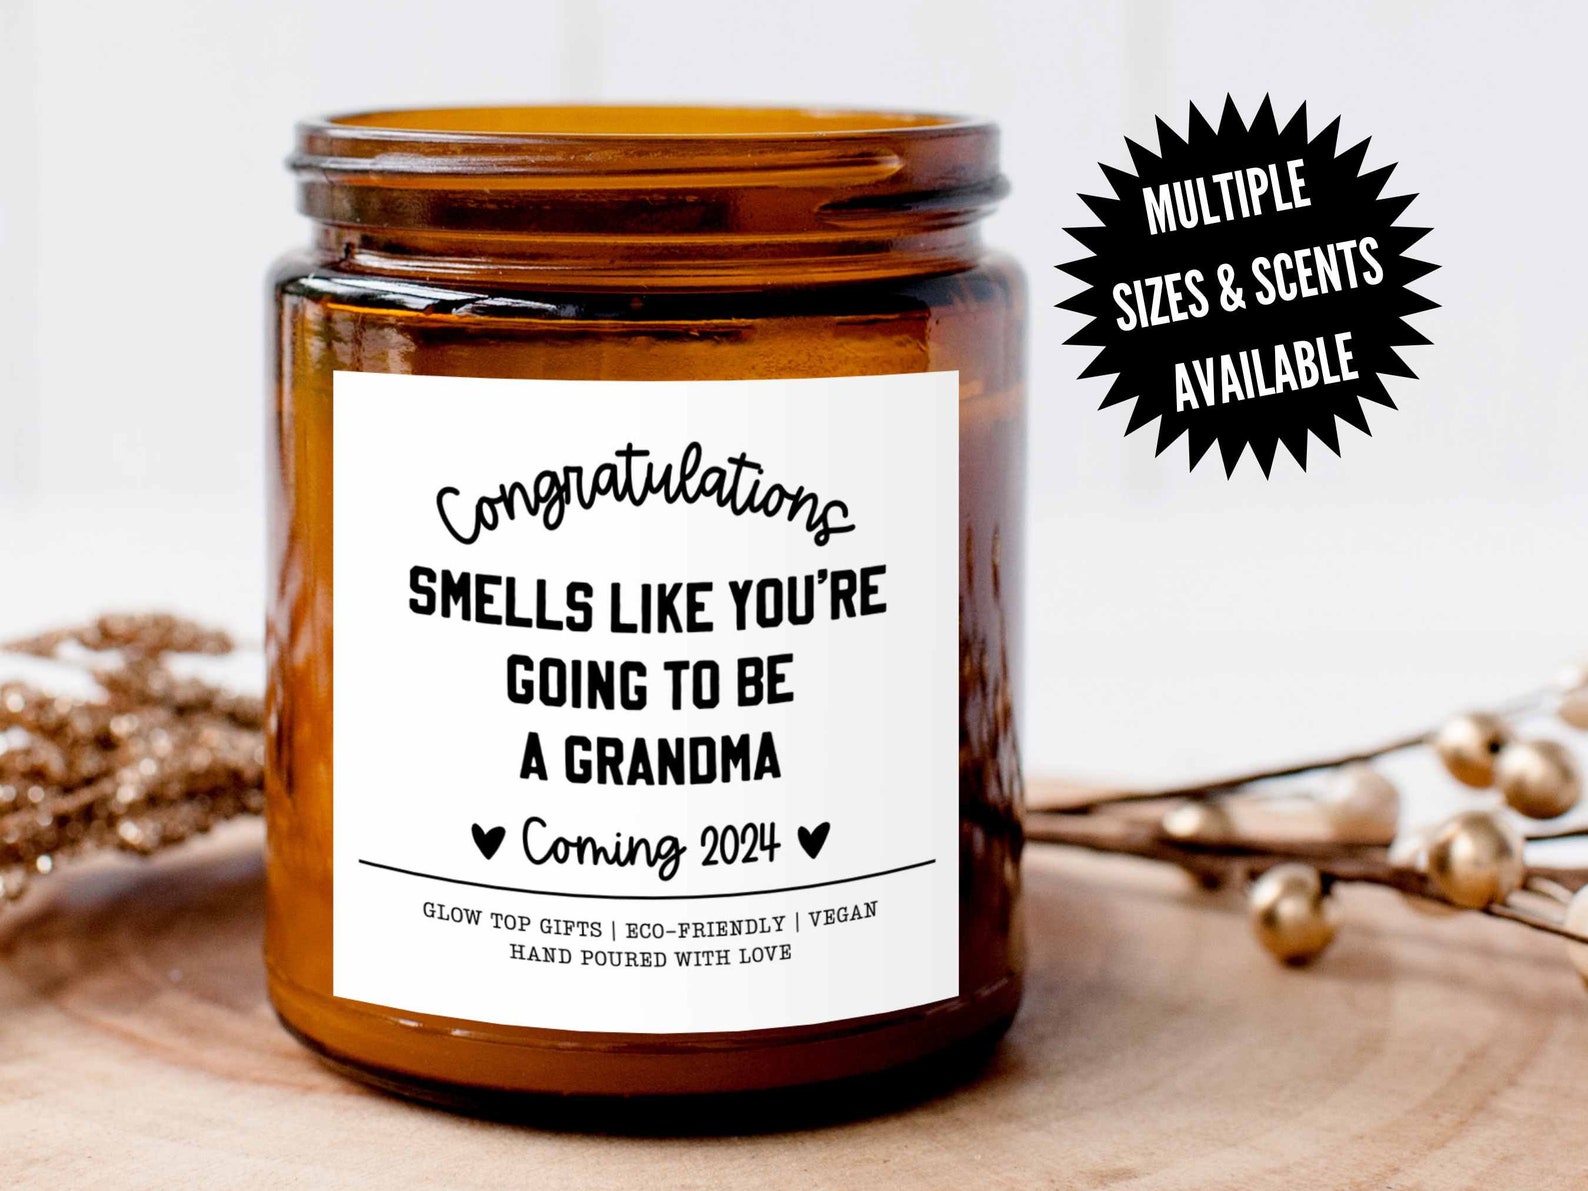 Congratulations
SMELLS LIKE YOU'RE
GOING TO BE
A GRANDMA
♥ Coming 2024 ♥
GLOW TOP GIFTS | ECO-FRIENDLY | VEGAN
HAND POURED WITH LOVE
MULTIPLE
SIZES & SCENTS
AVAILABLE